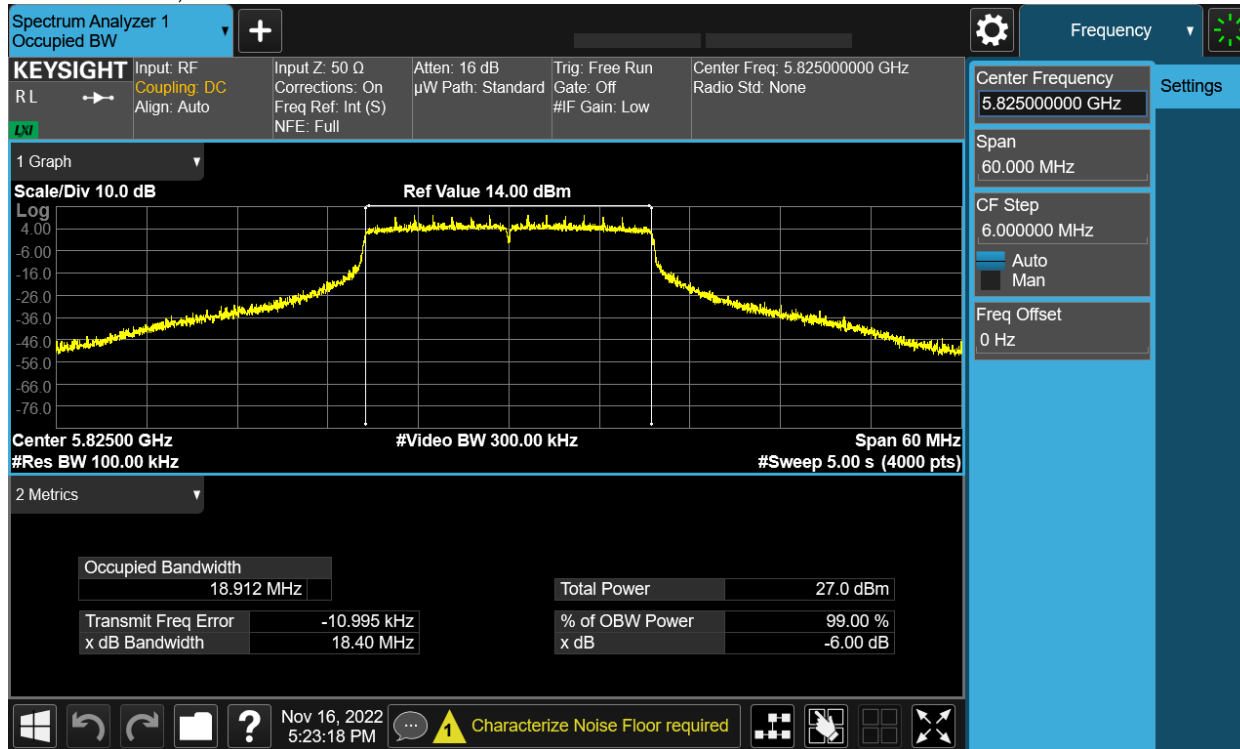 Spectrum Analyzer 1
Occupied BW
+
Frequency
KEYSIGHT
R L
LXI
Input: RF
Coupling: DC
Align: Auto
Input Z: 50 Ω
Corrections: On
Freq Ref: Int (S)
NFE: Full
Atten: 16 dB
µW Path: Standard
Trig: Free Run
Gate: Off
#IF Gain: Low
Center Freq: 5.825000000 GHz
Radio Std: None
Center Frequency
5.825000000 GHz
Settings
Span
60.000 MHz
CF Step
6.000000 MHz
Auto
Man
Freq Offset
0 Hz
1 Graph
Scale/Div 10.0 dB
Ref Value 14.00 dBm
Log
4.00
-6.00
-16.0
-26.0
-36.0
-46.0
-56.0
-66.0
-76.0
Center 5.82500 GHz
#Video BW 300.00 kHz
Span 60 MHz
#Res BW 100.00 kHz
#Sweep 5.00 s (4000 pts)
2 Metrics
Occupied Bandwidth
18.912 MHz
Total Power 27.0 dBm
Transmit Freq Error -10.995 kHz
% of OBW Power 99.00 %
x dB Bandwidth 18.40 MHz
x dB -6.00 dB
?
Nov 16, 2022
5:23:18 PM
1
Characterize Noise Floor required